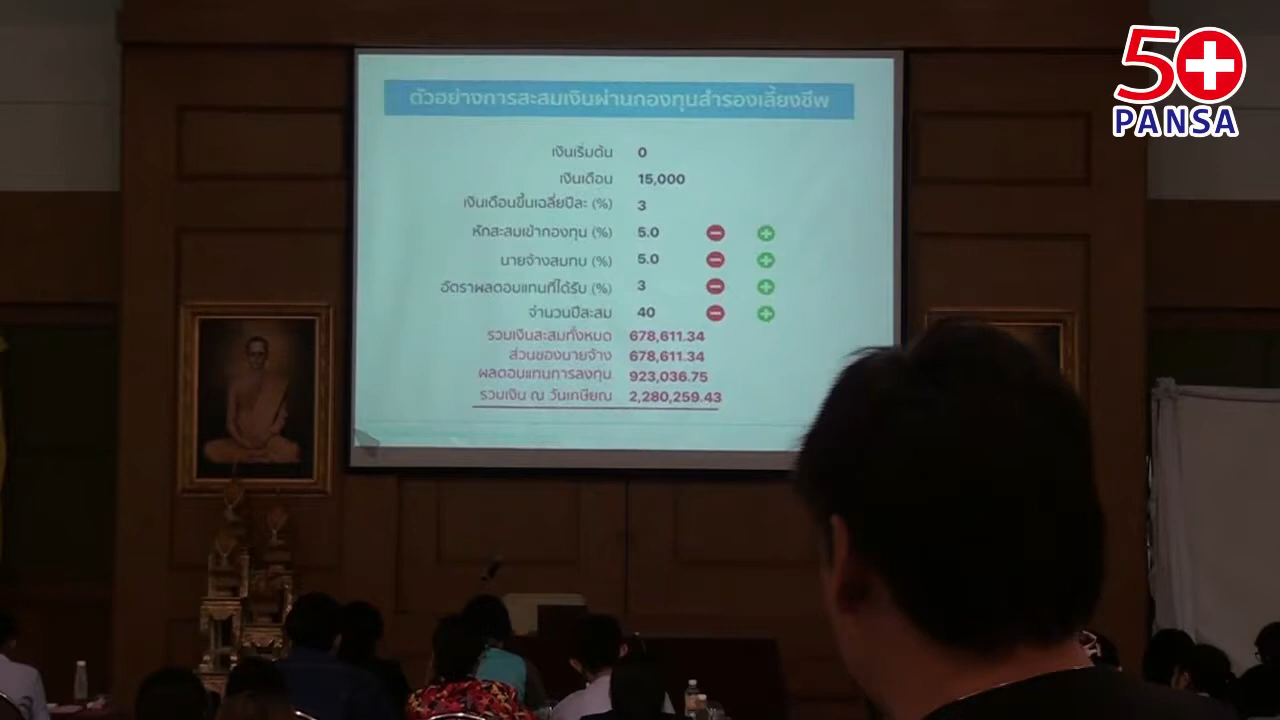 50
PANSA
ตัวอย่างการสะสมเงินผ่านกองทุนสำรองเลี้ยงชีพ
เงินเริ่มต้น 0
เงินเดือน 15,000
เงินเดือนขึ้นเฉลี่ยปีละ (%) 3
หักสะสมเข้ากองทุน (%) 5.0
นายจ้างสมทบ (%) 5.0
อัตราผลตอบแทนที่ได้รับ (%) 3
จำนวนปีสะสม 40
รวมเงินสะสมทั้งหมด 678,611.34
ส่วนของนายจ้าง 678,611.34
ผลตอบแทนการลงทุน 923,036.75
รวมเงิน ณ วันเกษียณ 2,280,259.43